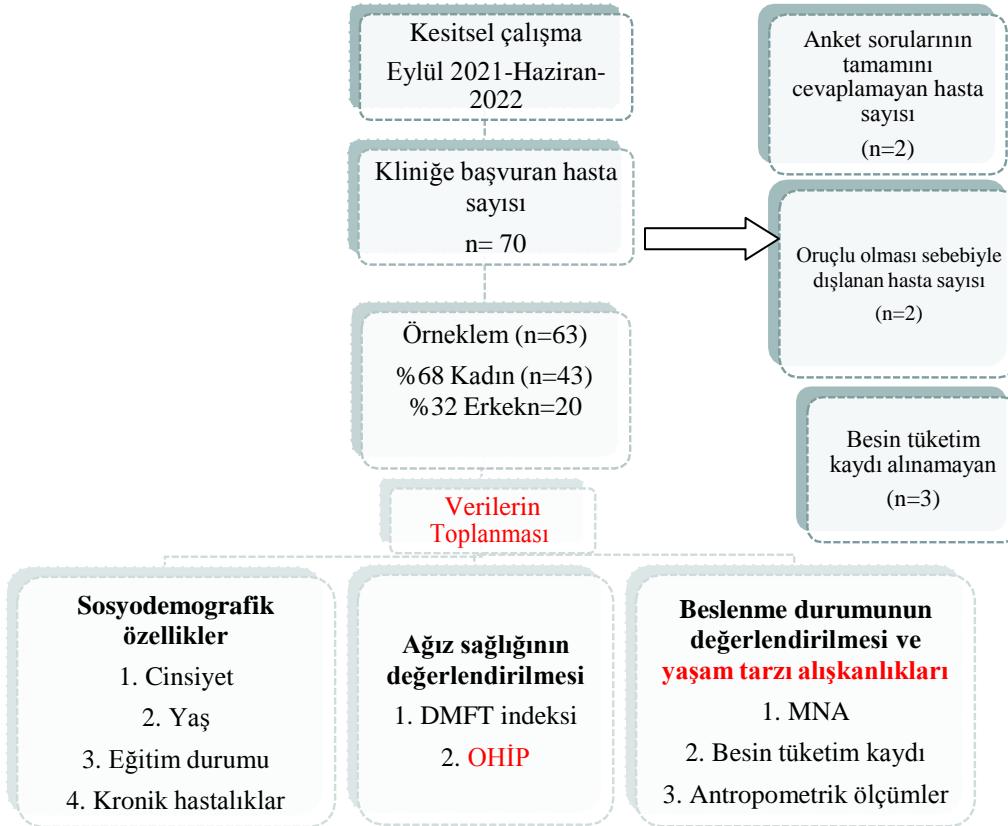 Kesitsel çalışma
Eylül 2021-Haziran-
2022
Kliniğe başvuran hasta
sayısı
n= 70
Anket sorularının
tamamını
cevaplamayan hasta
sayısı
(n=2)
Oruçlu olması sebebiyle
dışlanan hasta sayısı
(n=2)
Besin tüketim
kaydı alınamayan
(n=3)
Örneklem (n=63)
%68 Kadın (n=43)
%32 Erkekn=20
Verilerin
Toplanması
Sosyodemografik
özellikler
1. Cinsiyet
2. Yaş
3. Eğitim durumu
4. Kronik hastalıklar
Ağız sağlığının
değerlendirilmesi
1. DMFT indeksi
2. OHİP
Beslenme durumunun
değerlendirilmesi ve
yaşam tarzı alışkanlıkları
1. MNA
2. Besin tüketim kaydı
3. Antropometrik ölçümler